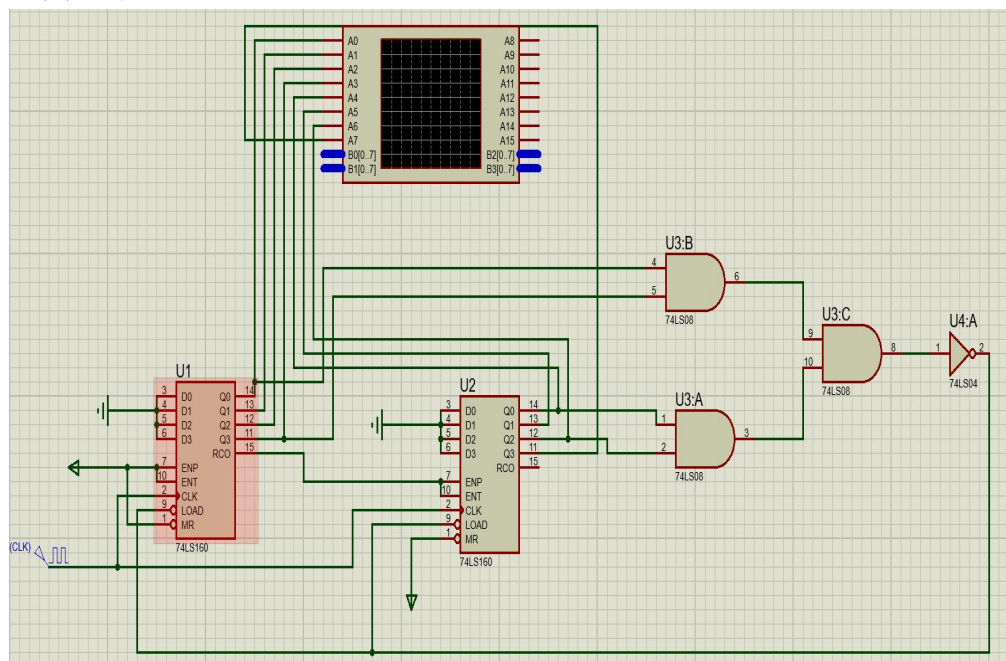 A0 A8
A1 A9
A2 A10
A3 A11
A4 A12
A5 A13
A6 A14
A7 A15
B0[0..7] B2[0..7]
B1[0..7] B3[0..7]
U3:B
4
6
5
74LS08
U3:C
9
8
10
74LS08
U4:A
1 2
74LS04
U1
3 D0 Q0 14
4 D1 Q1 13
5 D2 Q2 12
6 D3 Q3 11
RCO 15
7 ENP
10 ENT
2 CLK
9 LOAD
1 MR
74LS160
U2
3 D0 Q0 14
4 D1 Q1 13
5 D2 Q2 12
6 D3 Q3 11
RCO 15
7 ENP
10 ENT
2 CLK
9 LOAD
1 MR
74LS160
U3:A
1
3
2
74LS08
(CLK)